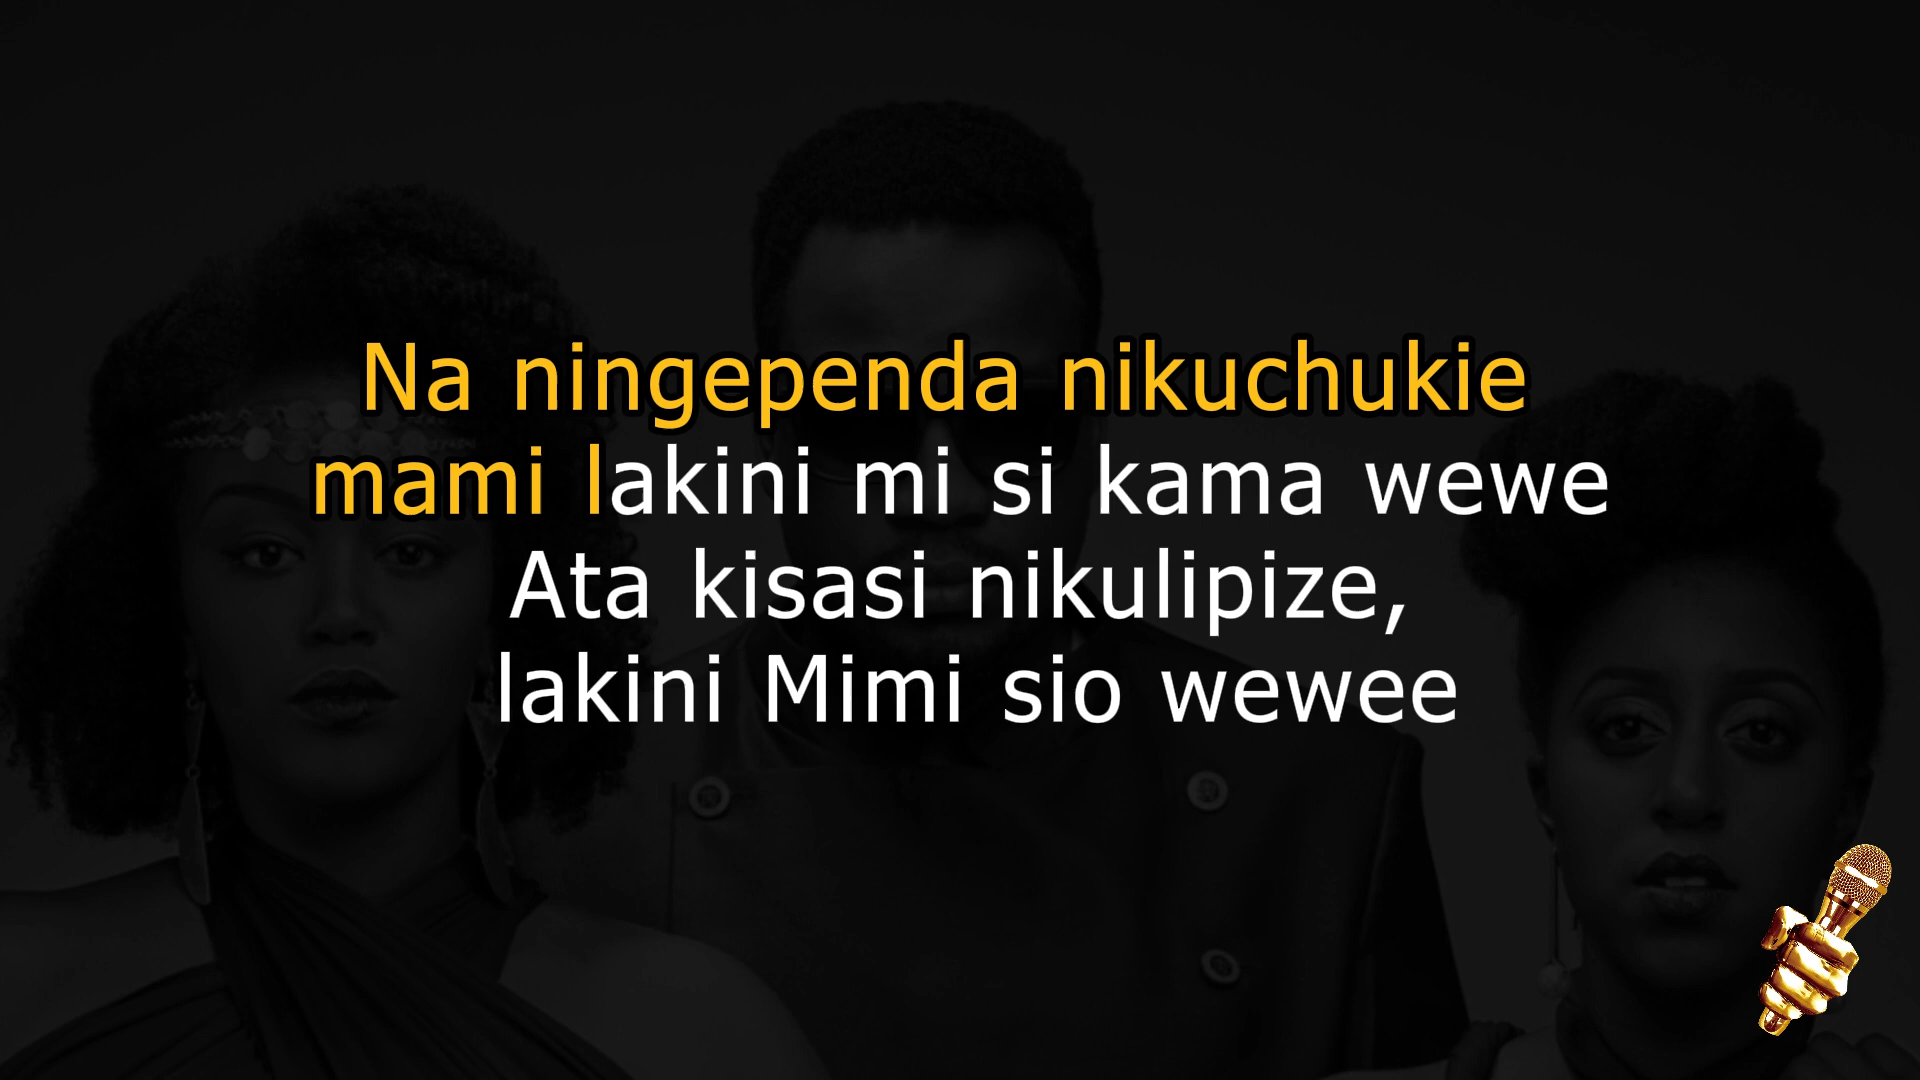 Na ningependa nikuchukie
mami lakini mi si kama wewe
Ata kisasi nikulipize,
lakini Mimi sio wewee